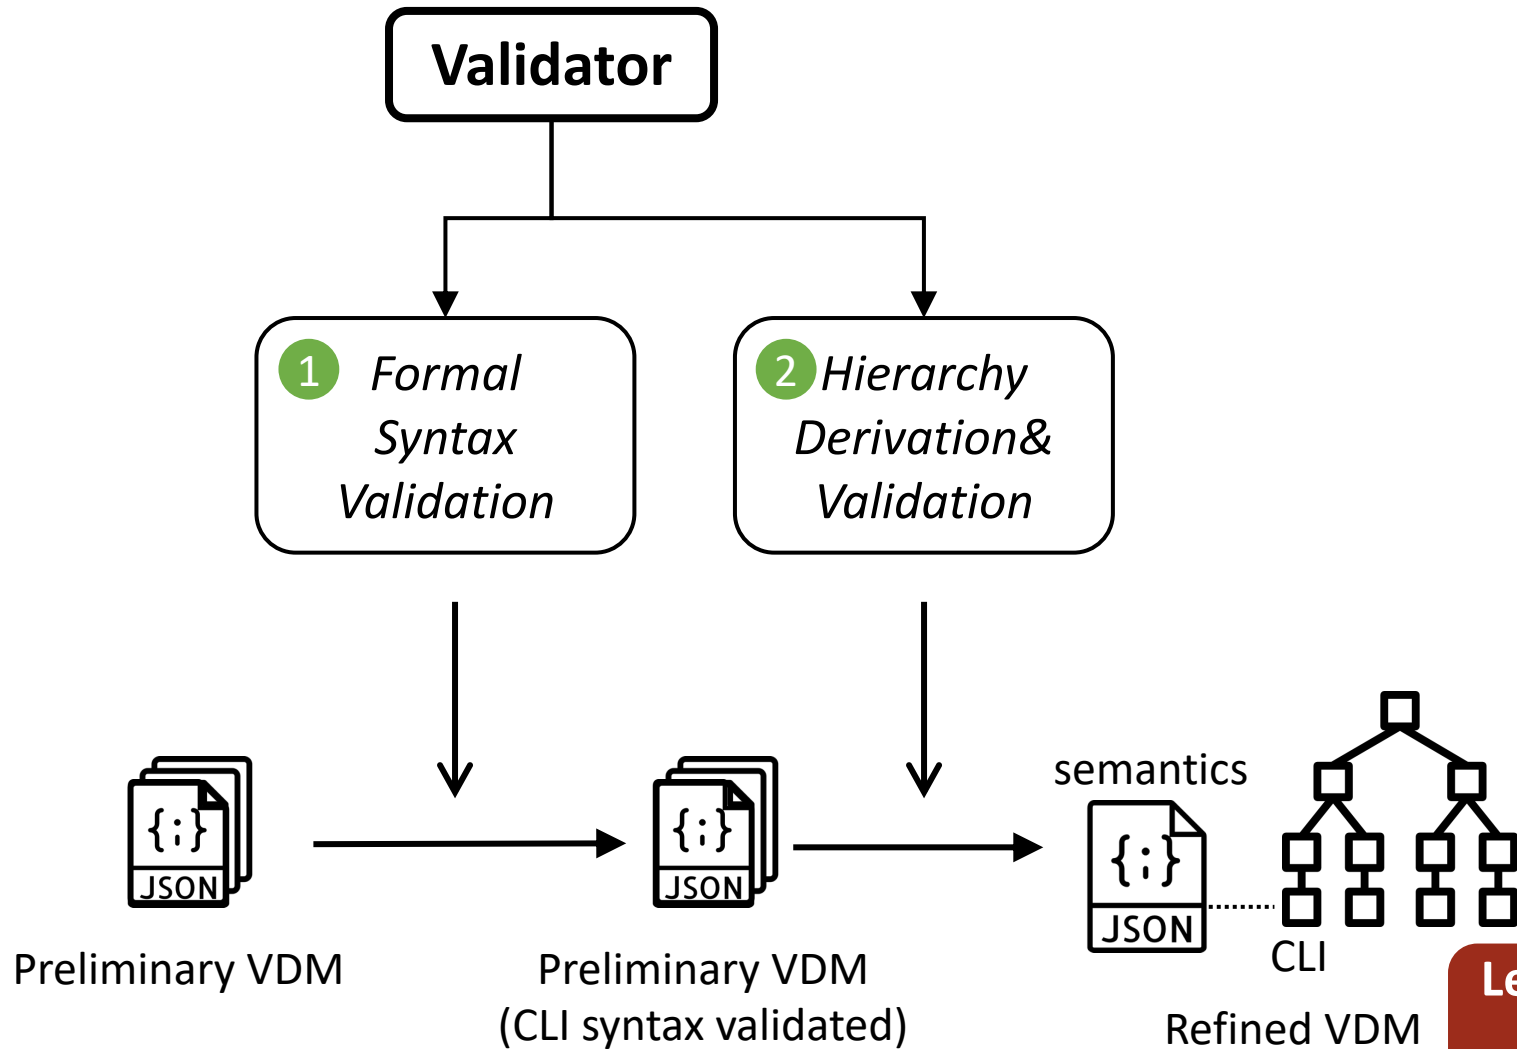 Validator
1 Formal
Syntax
Validation
2 Hierarchy
Derivation&
Validation
semantics
{;}
JSON
{;}
JSON
{;}
JSON
CLI
Preliminary VDM
Preliminary VDM
(CLI syntax validated)
Refined VDM